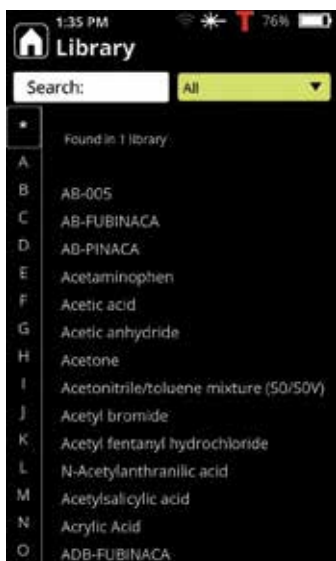 1:35 PM T 76%
Library
Search: All
*
Found in 1 library
A
B AB-005
C AB-FUBINACA
D AB-PINACA
E Acetaminophen
F Acetic acid
G Acetic anhydride
H Acetone
I Acetonitrile/toluene mixture (50/50V)
J Acetyl bromide
K Acetyl fentanyl hydrochloride
L N-Acetylanthranilic acid
M Acetylsalicylic acid
N Acrylic Acid
O ADB-FUBINACA